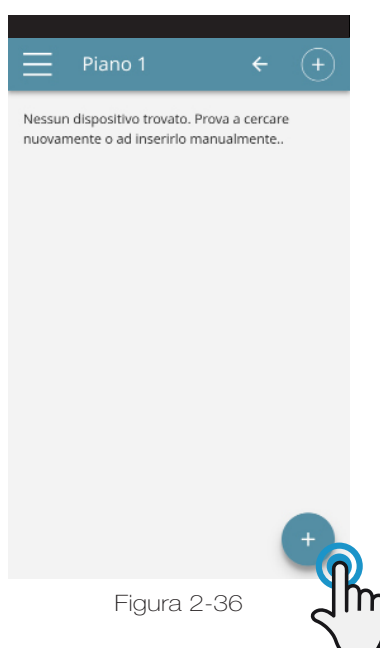 Piano 1
Nessun dispositivo trovato. Prova a cercare
nuovamente o ad inserirlo manualmente..
Figura 2-36